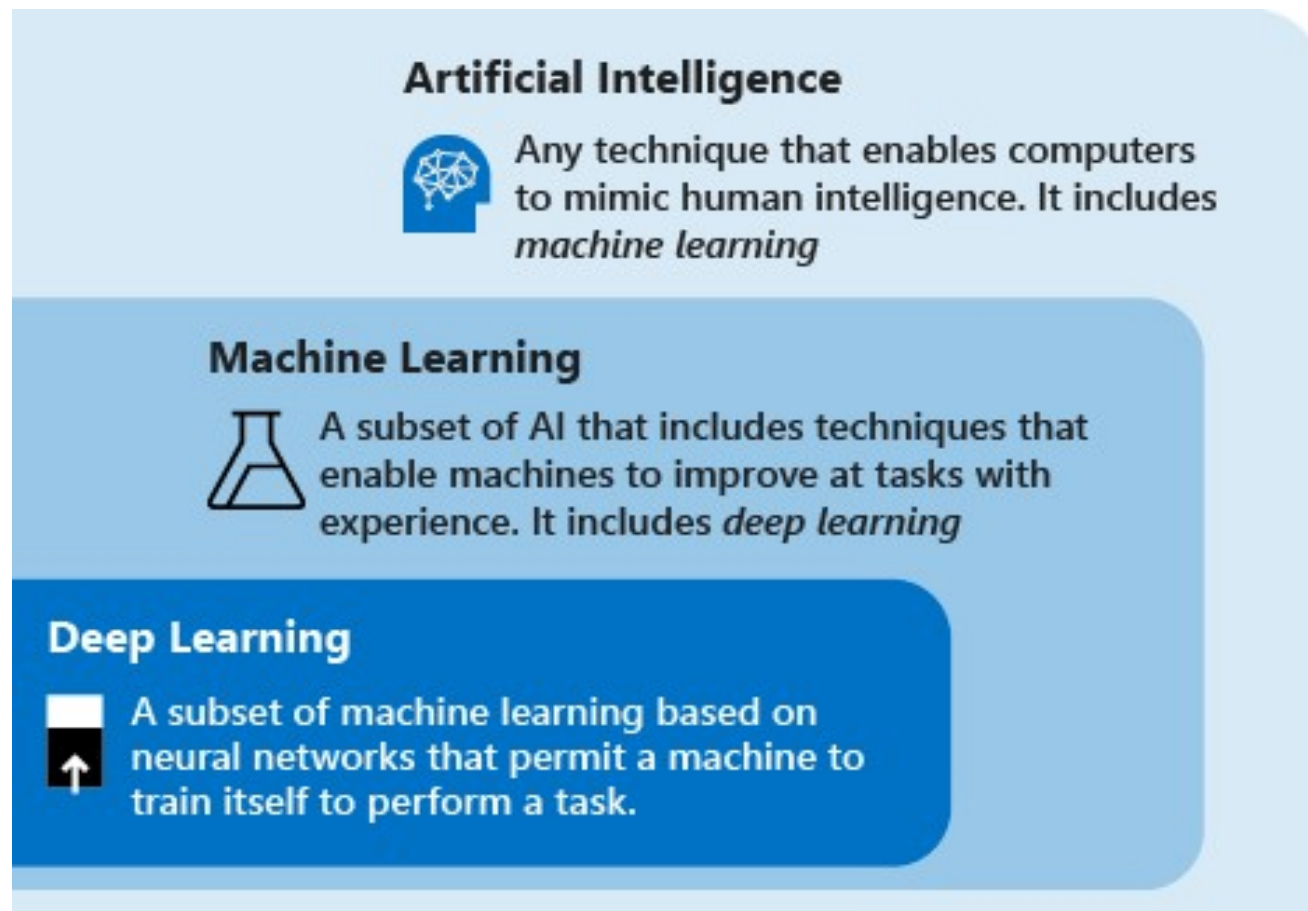 Artificial Intelligence
Any technique that enables computers
to mimic human intelligence. It includes
machine learning
Machine Learning
A subset of AI that includes techniques that
enable machines to improve at tasks with
experience. It includes deep learning
Deep Learning
A subset of machine learning based on
neural networks that permit a machine to
train itself to perform a task.